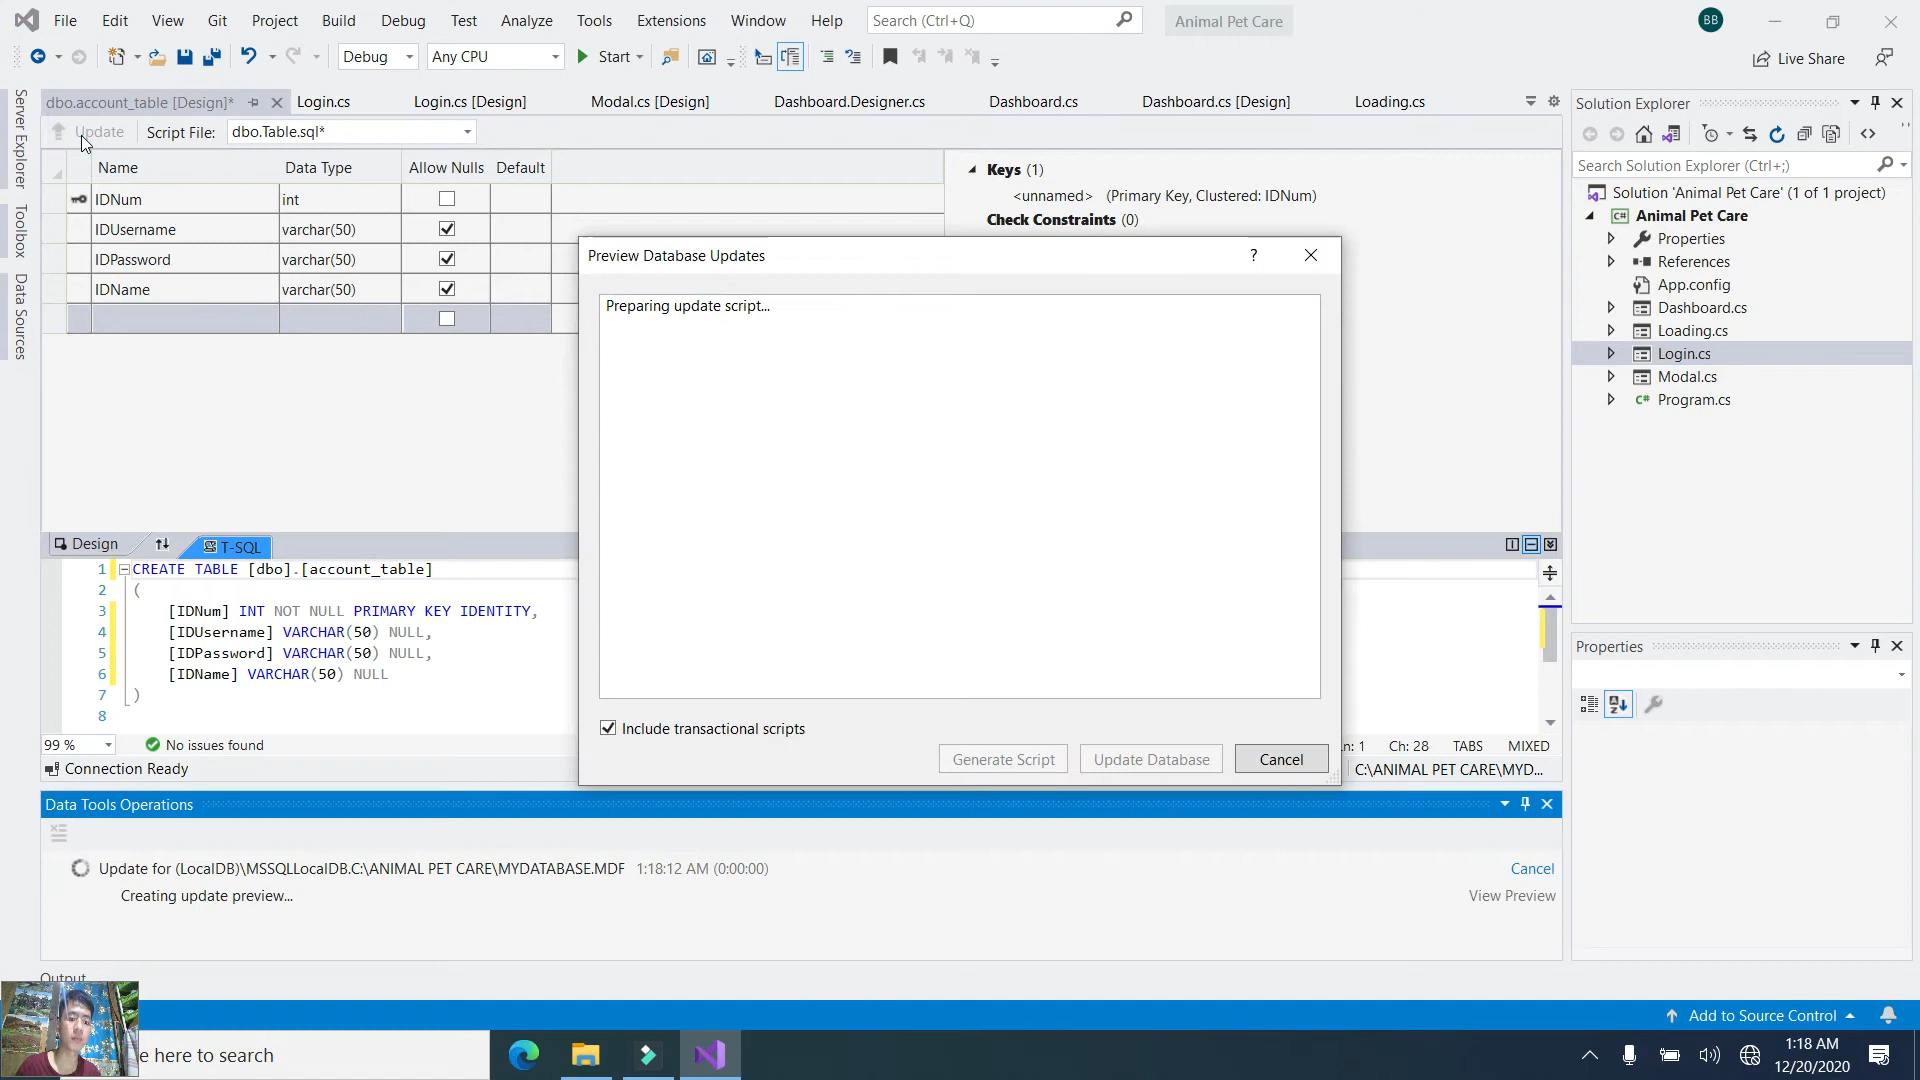 File Edit View Git Project Build Debug Test Analyze Tools Extensions Window Help Search (Ctrl+Q) Animal Pet Care BB
Debug Any CPU Start Live Share
Server Explorer
Toolbox
Data Sources
dbo.account_table [Design]* Login.cs Login.cs [Design] Modal.cs [Design] Dashboard.Designer.cs Dashboard.cs Dashboard.cs [Design] Loading.cs
Update Script File: dbo.Table.sql*
Name Data Type Allow Nulls Default
IDNum int
IDUsername varchar(50)
IDPassword varchar(50)
IDName varchar(50)
Keys (1)
<unnamed> (Primary Key, Clustered: IDNum)
Check Constraints (0)
Preview Database Updates ?
Preparing update script...
Include transactional scripts
Generate Script Update Database Cancel
Design T-SQL
1 CREATE TABLE [dbo].[account_table]
2 (
3 [IDNum] INT NOT NULL PRIMARY KEY IDENTITY,
4 [IDUsername] VARCHAR(50) NULL,
5 [IDPassword] VARCHAR(50) NULL,
6 [IDName] VARCHAR(50) NULL
7 )
8
99 % No issues found
Ln: 1 Ch: 28 TABS MIXED
Connection Ready
C:\ANIMAL PET CARE\MYD...
Data Tools Operations
Update for (LocalDB)\MSSQLLocalDB.C:\ANIMAL PET CARE\MYDATABASE.MDF 1:18:12 AM (0:00:00) Cancel
Creating update preview... View Preview
Output
Solution Explorer
Search Solution Explorer (Ctrl+;)
Solution 'Animal Pet Care' (1 of 1 project)
Animal Pet Care
Properties
References
App.config
Dashboard.cs
Loading.cs
Login.cs
Modal.cs
Program.cs
Properties
Add to Source Control
e here to search
1:18 AM
12/20/2020